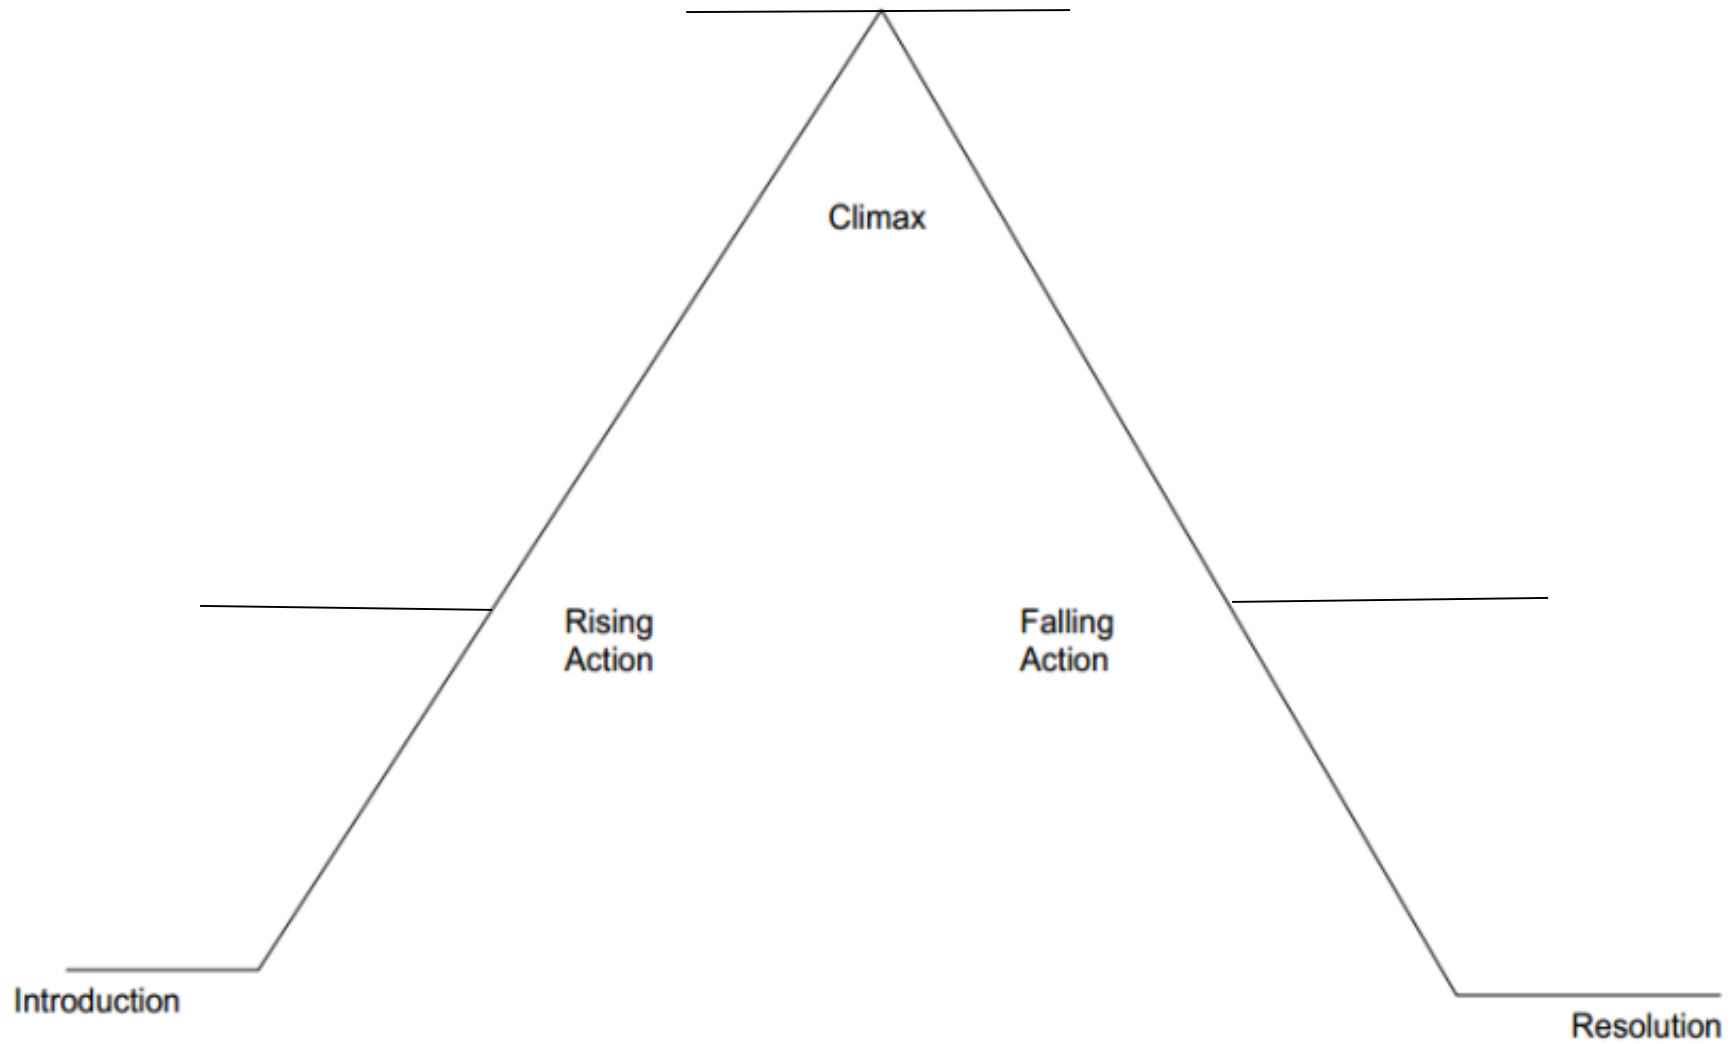 Climax
Rising
Action
Falling
Action
Introduction
Resolution